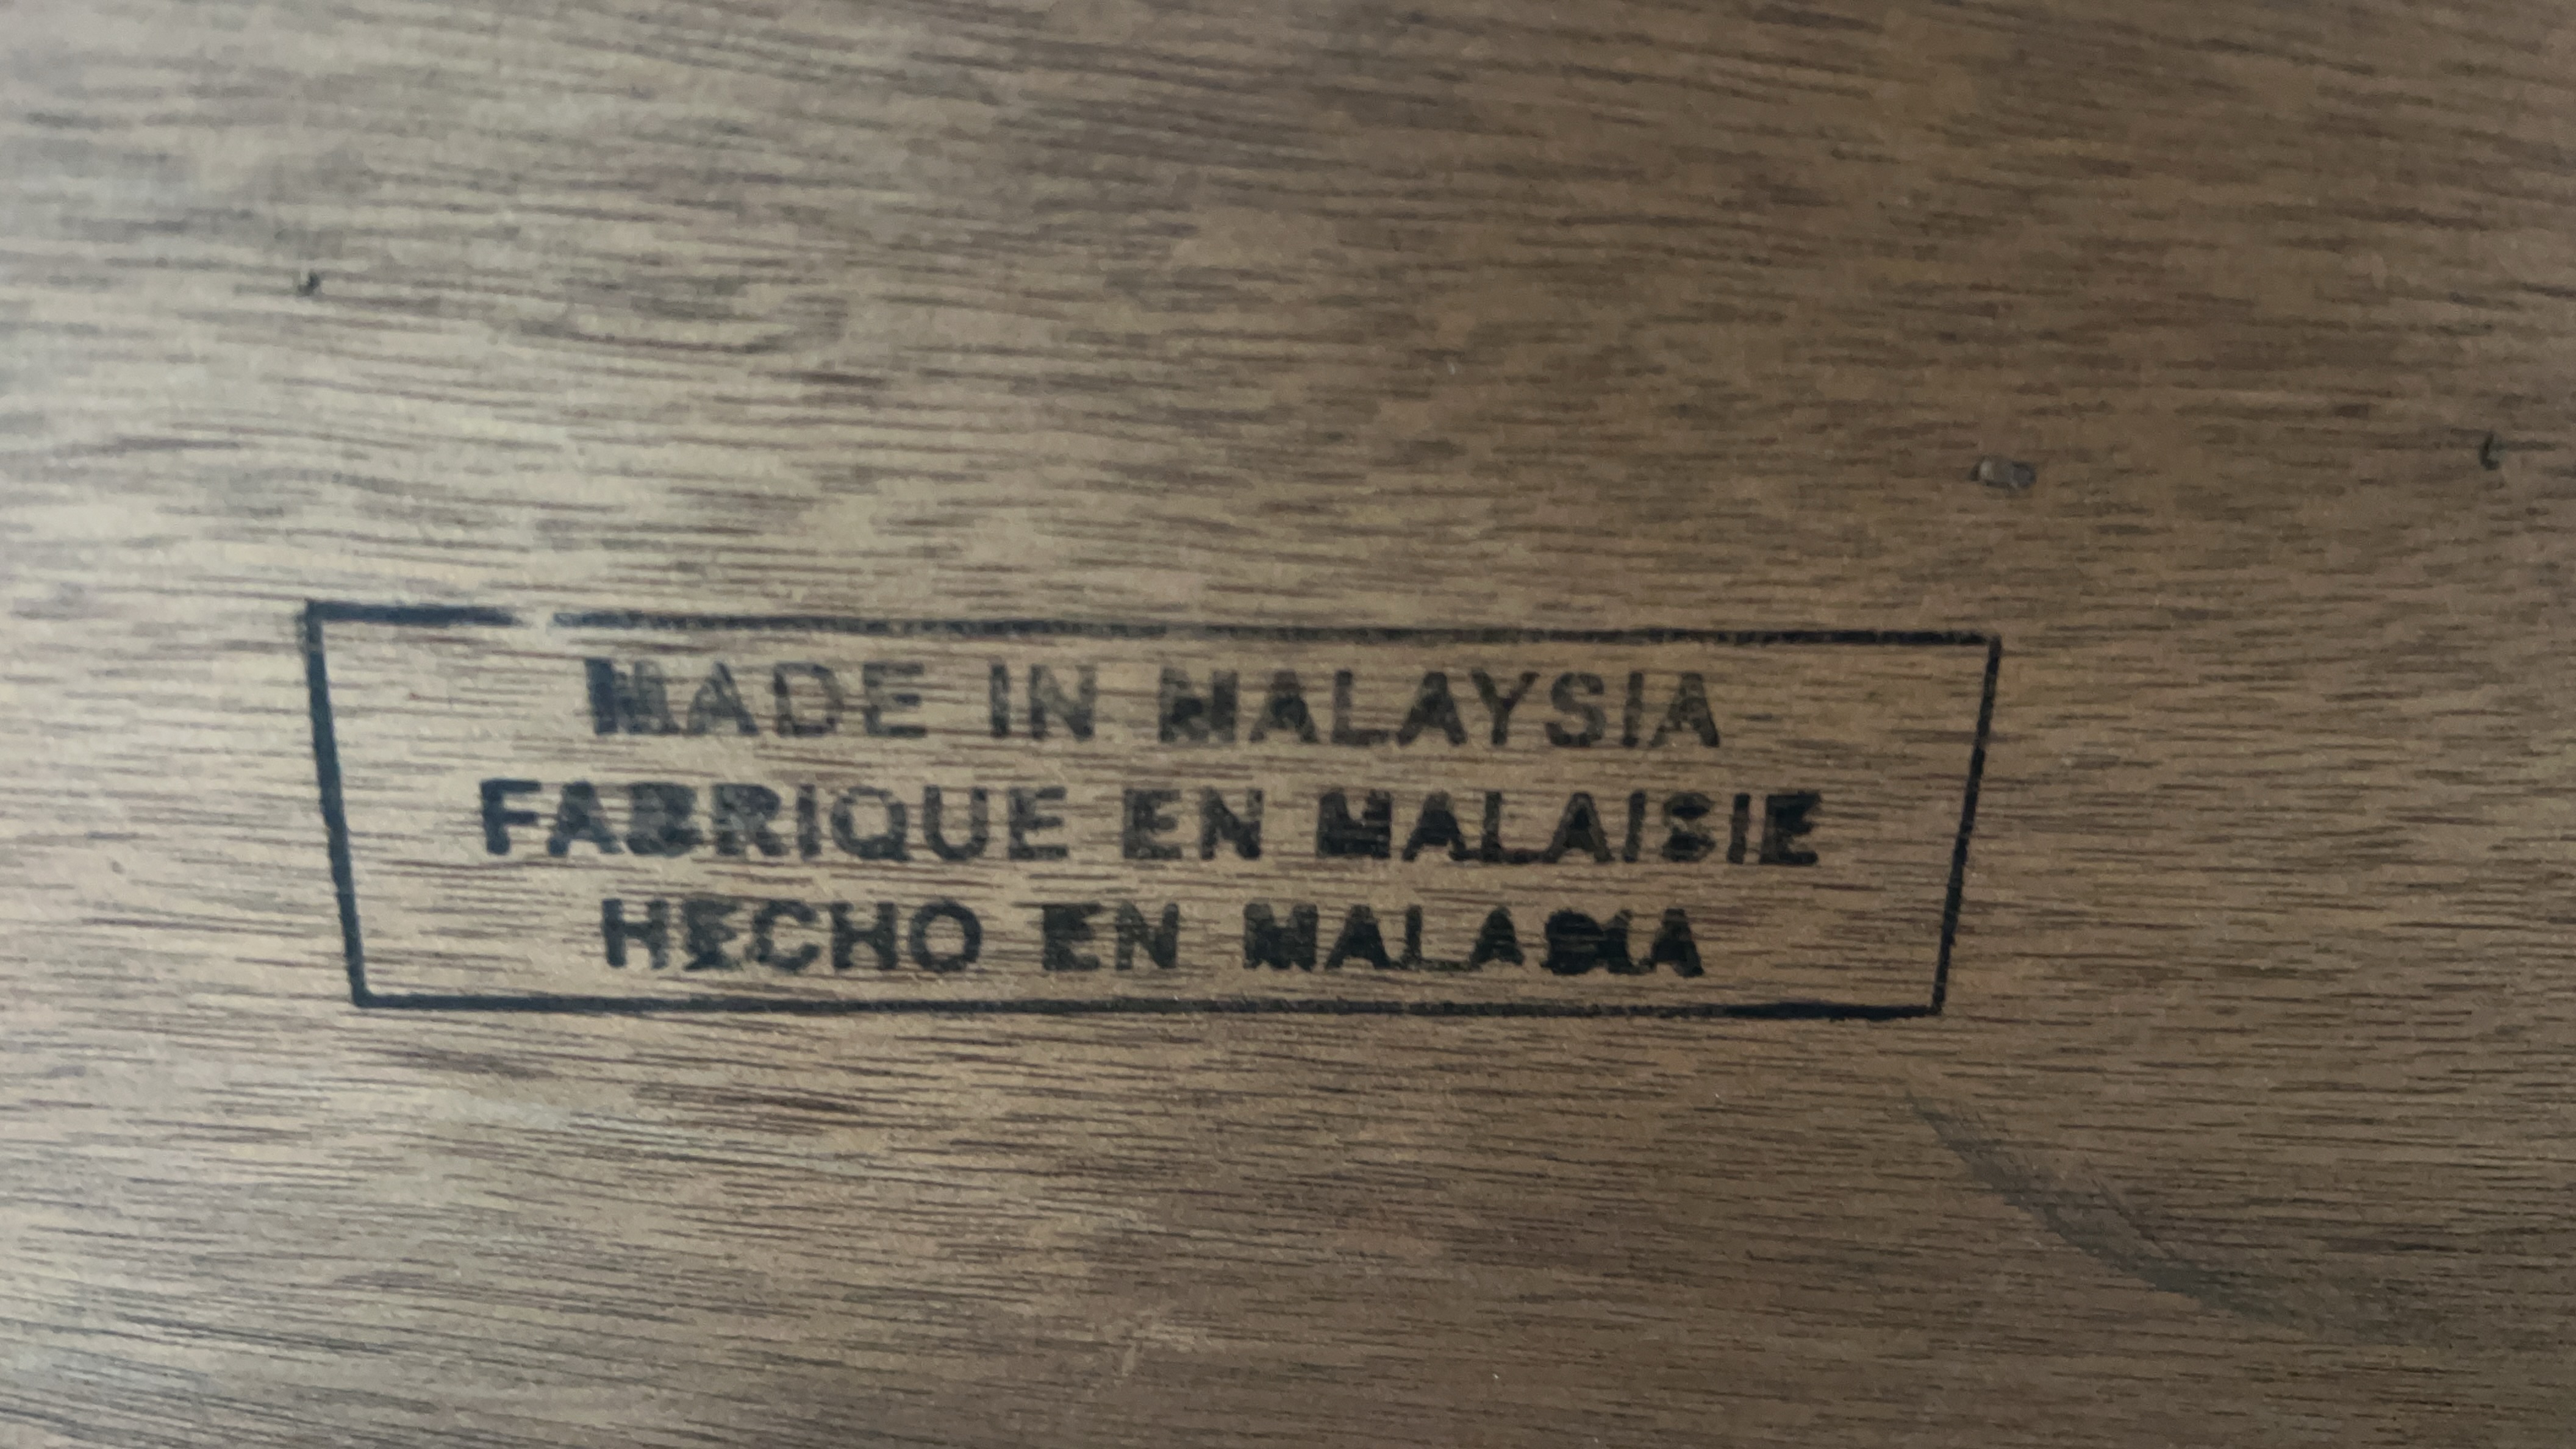 MADE IN MALAYSIA
FABRIQUE EN MALAISIE
HECHO EN MALASIA